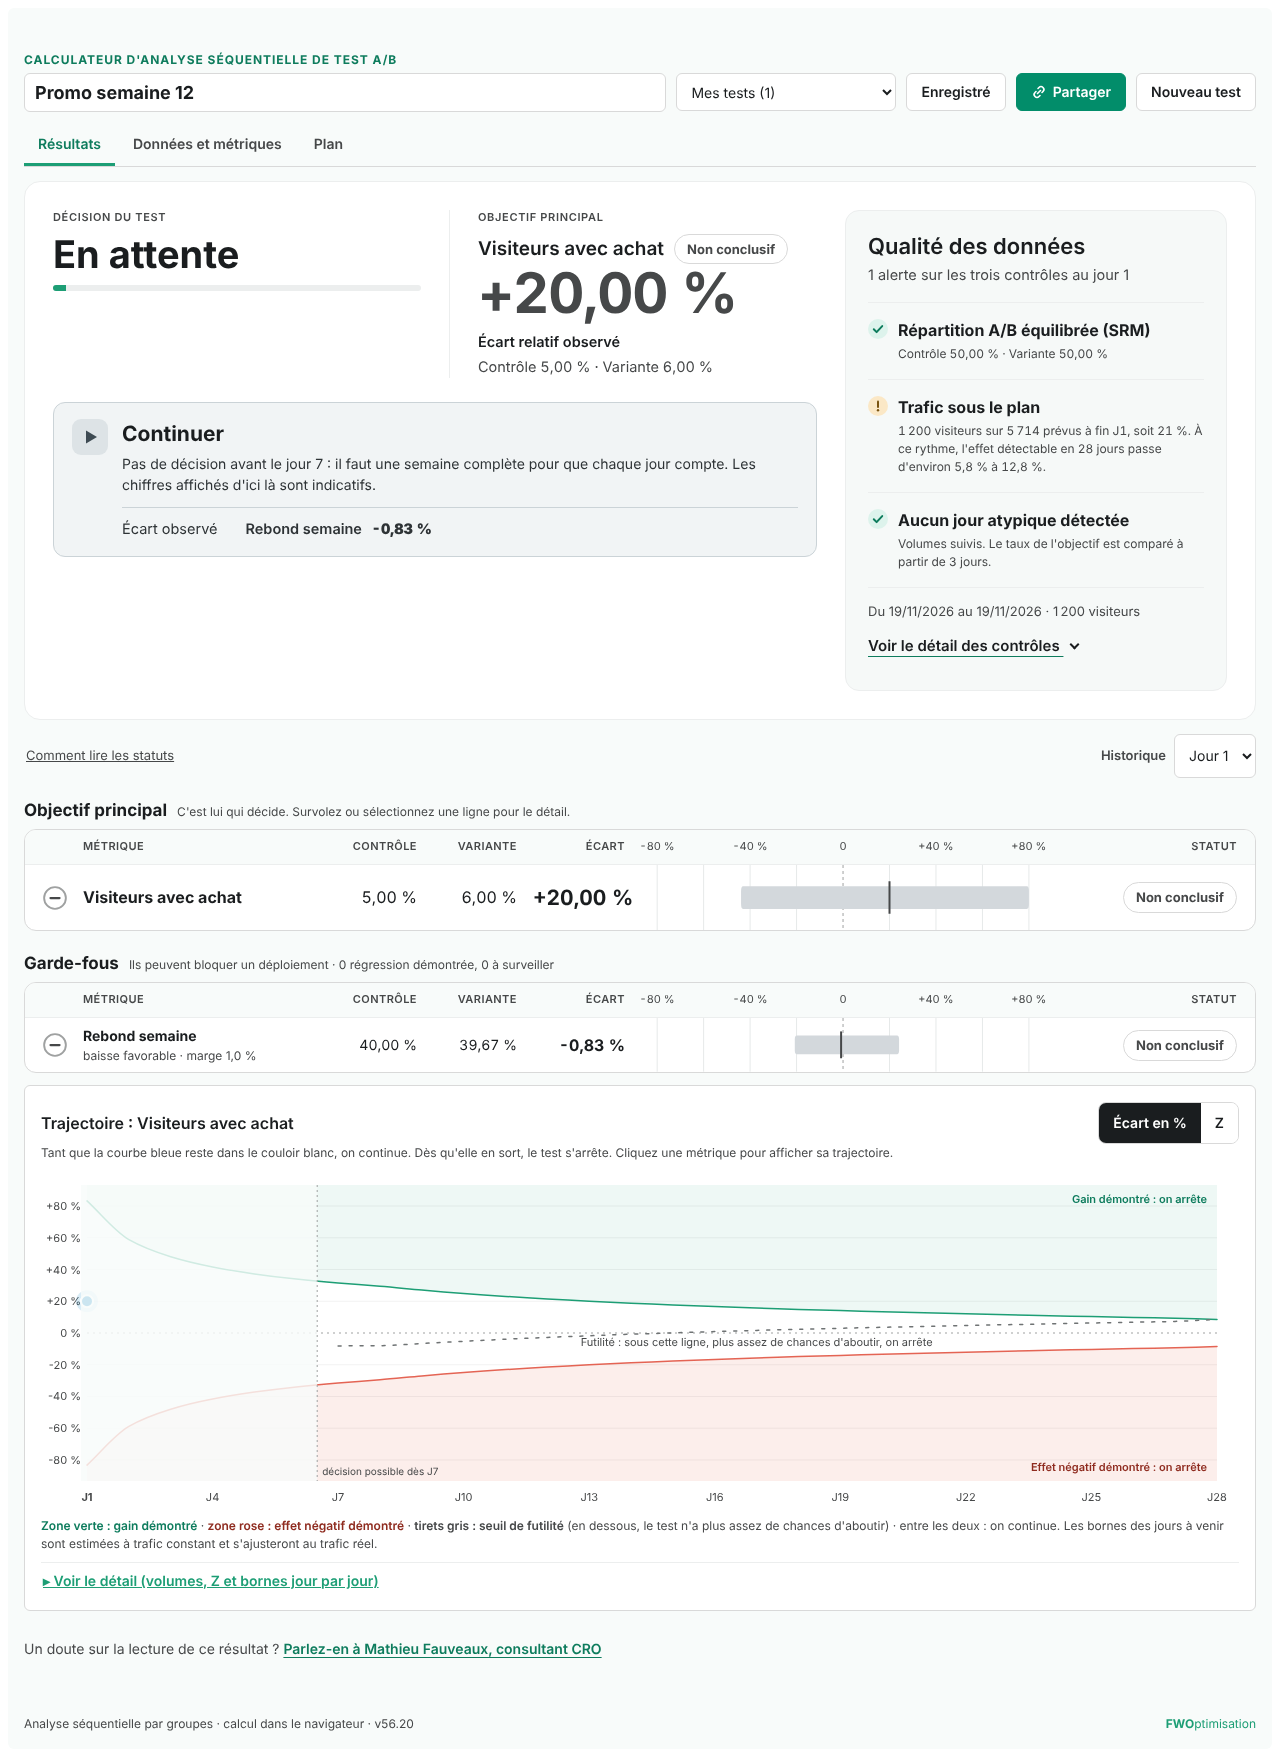 CALCULATEUR D'ANALYSE SÉQUENTIELLE DE TEST A/B
Promo semaine 12
Mes tests (1)
Enregistré
Partager
Nouveau test
Résultats
Données et métriques
Plan
DÉCISION DU TEST
En attente
OBJECTIF PRINCIPAL
Visiteurs avec achat
Non conclusif
+20,00 %
Écart relatif observé
Contrôle 5,00 % · Variante 6,00 %
Continuer
Pas de décision avant le jour 7 : il faut une semaine complète pour que chaque jour compte. Les
chiffres affichés d'ici là sont indicatifs.
Écart observé
Rebond semaine -0,83 %
Qualité des données
1 alerte sur les trois contrôles au jour 1
Répartition A/B équilibrée (SRM)
Contrôle 50,00 % · Variante 50,00 %
Trafic sous le plan
1 200 visiteurs sur 5 714 prévus à fin J1, soit 21 %. À
ce rythme, l'effet détectable en 28 jours passe
d'environ 5,8 % à 12,8 %.
Aucun jour atypique détectée
Volumes suivis. Le taux de l'objectif est comparé à
partir de 3 jours.
Du 19/11/2026 au 19/11/2026 · 1 200 visiteurs
Voir le détail des contrôles
Comment lire les statuts
Historique
Jour 1
Objectif principal C'est lui qui décide. Survolez ou sélectionnez une ligne pour le détail.
MÉTRIQUE CONTRÔLE VARIANTE ÉCART -80 % -40 % 0 +40 % +80 % STATUT
Visiteurs avec achat 5,00 % 6,00 % +20,00 % Non conclusif
Garde-fous Ils peuvent bloquer un déploiement · 0 régression démontrée, 0 à surveiller
MÉTRIQUE CONTRÔLE VARIANTE ÉCART -80 % -40 % 0 +40 % +80 % STATUT
Rebond semaine 40,00 % 39,67 % -0,83 % Non conclusif
baisse favorable · marge 1,0 %
Trajectoire : Visiteurs avec achat
Écart en %
Z
Tant que la courbe bleue reste dans le couloir blanc, on continue. Dès qu'elle en sort, le test s'arrête. Cliquez une métrique pour afficher sa trajectoire.
Gain démontré : on arrête
+80 %
+60 %
+40 %
+20 %
0 %
Futilité : sous cette ligne, plus assez de chances d'aboutir, on arrête
-20 %
-40 %
-60 %
-80 %
Effet négatif démontré : on arrête
décision possible dès J7
J1 J4 J7 J10 J13 J16 J19 J22 J25 J28
Zone verte : gain démontré · zone rose : effet négatif démontré · tirets gris : seuil de futilité (en dessous, le test n'a plus assez de chances d'aboutir) · entre les deux : on continue. Les bornes des jours à venir
sont estimées à trafic constant et s'ajusteront au trafic réel.
▸ Voir le détail (volumes, Z et bornes jour par jour)
Un doute sur la lecture de ce résultat ? Parlez-en à Mathieu Fauveaux, consultant CRO
Analyse séquentielle par groupes · calcul dans le navigateur · v56.20
FWOptimisation